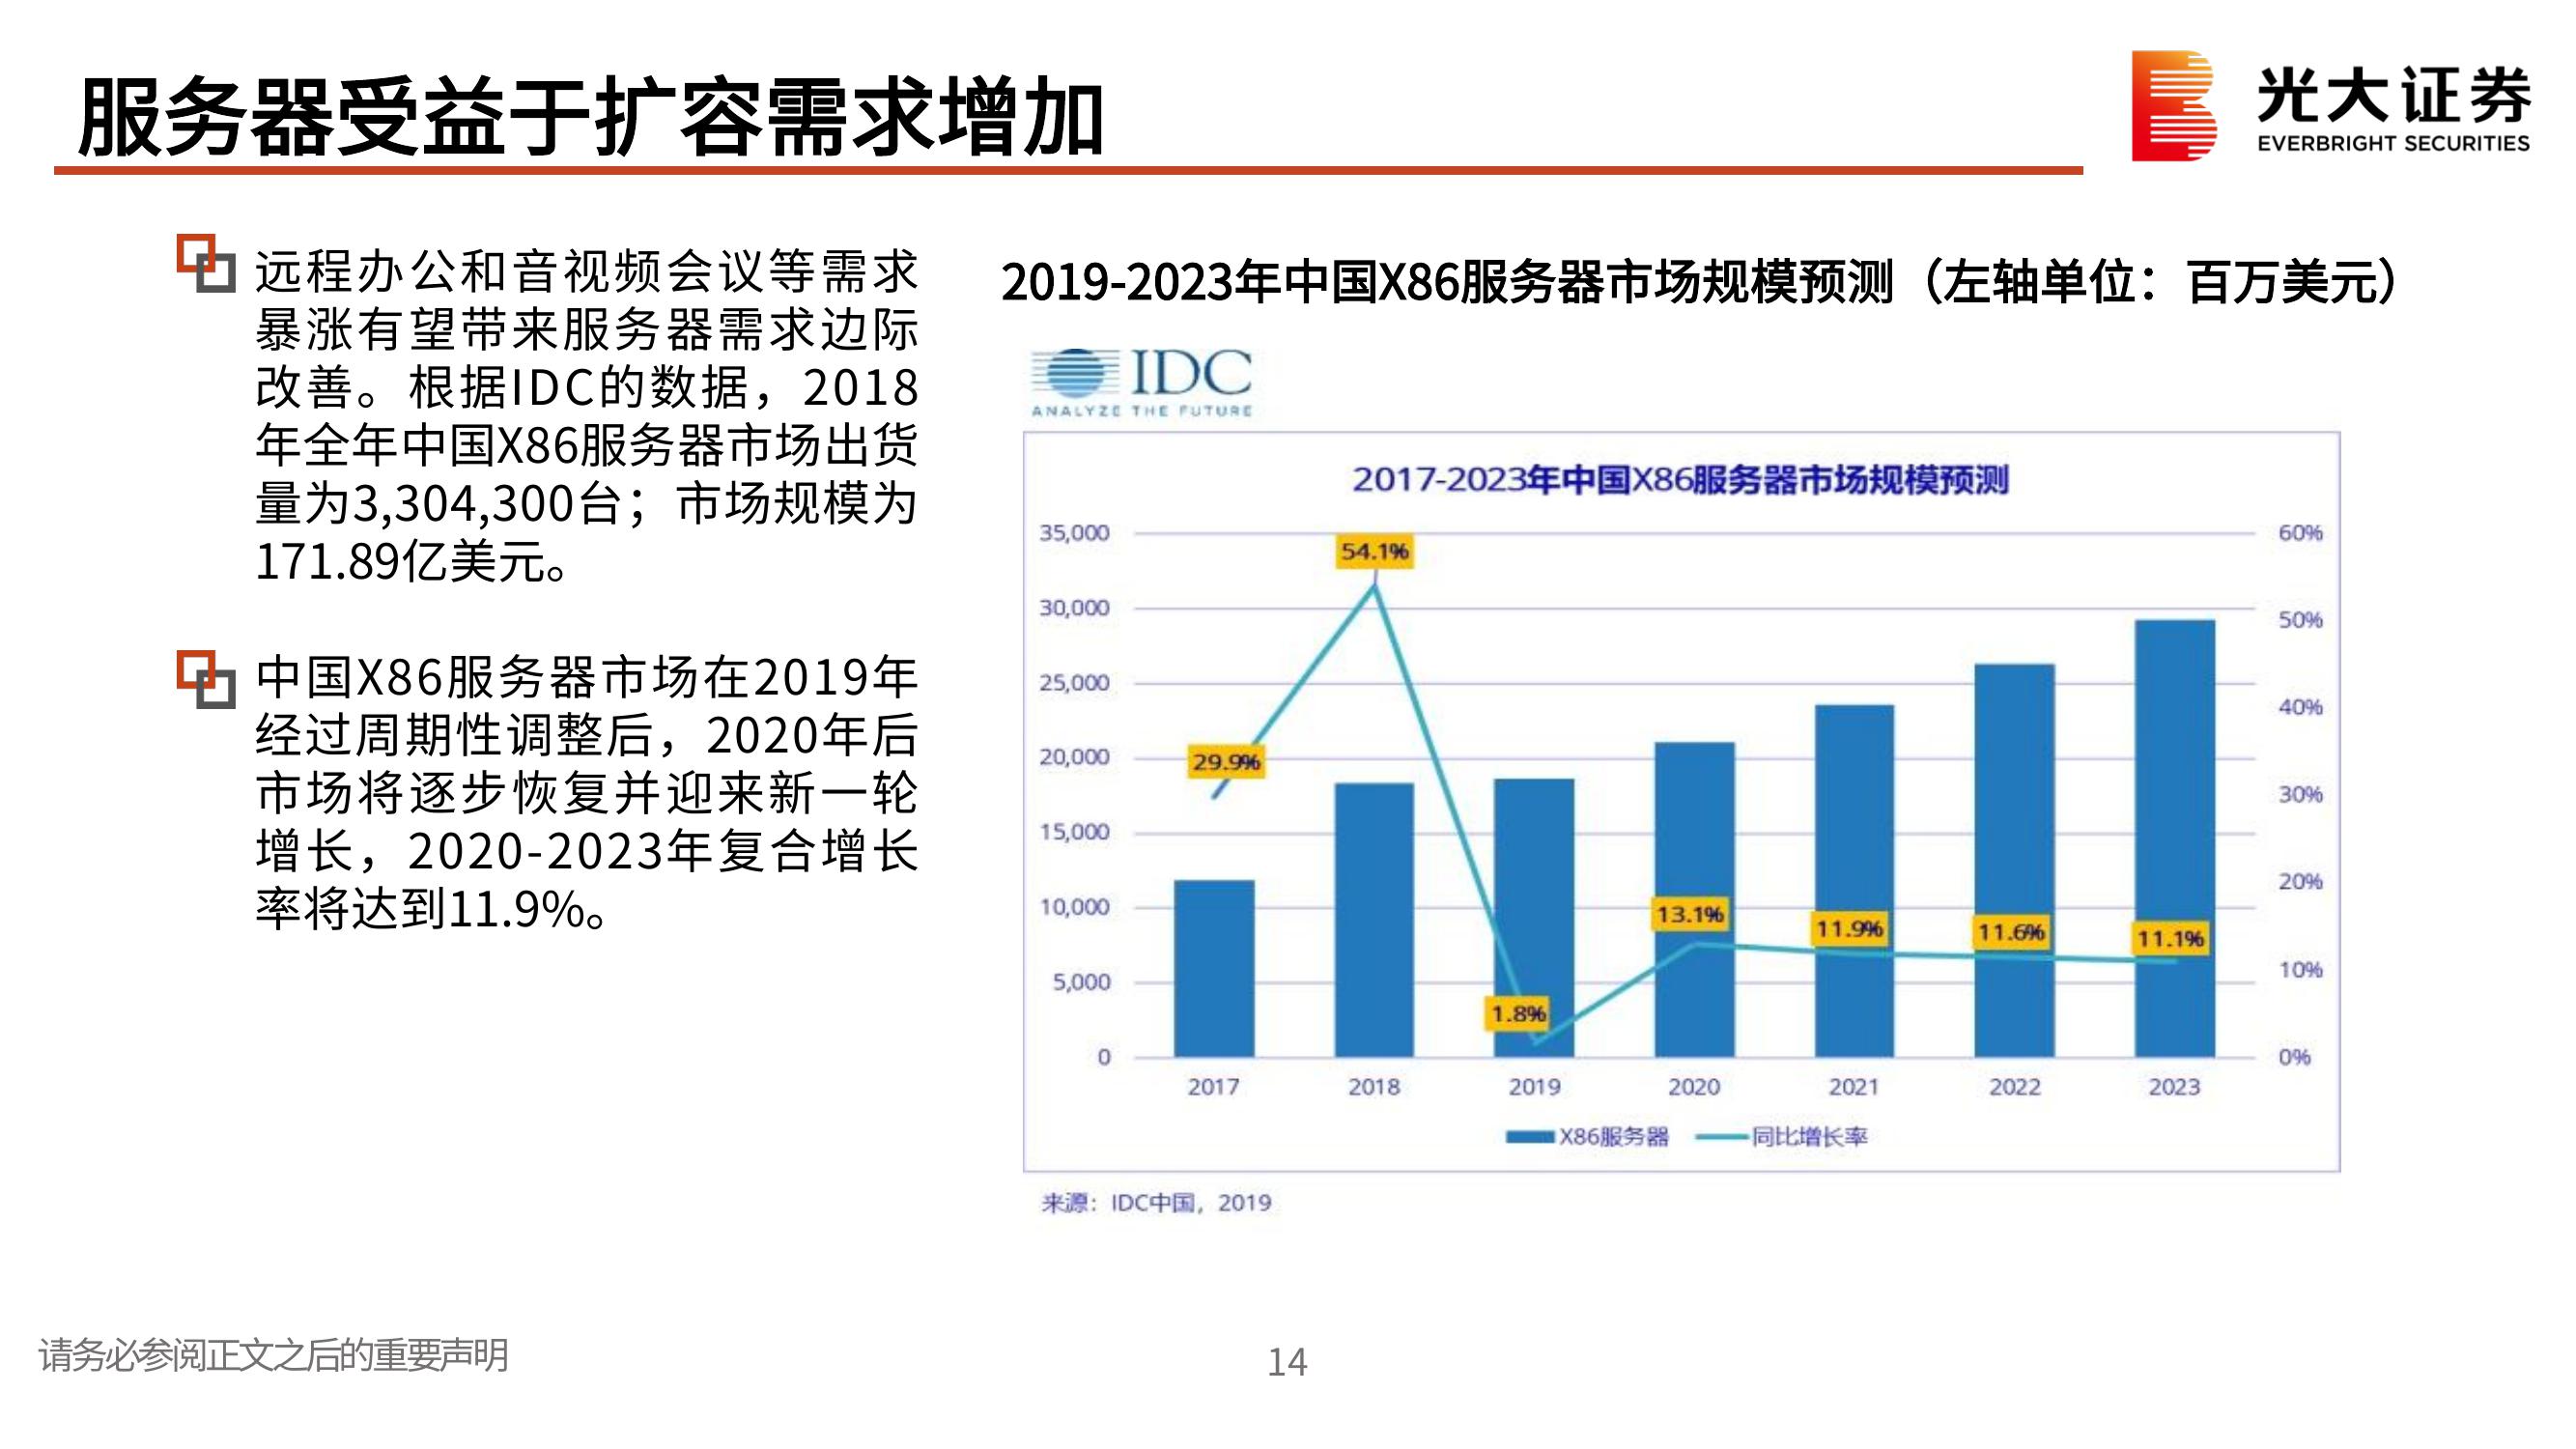 服务器受益于扩容需求增加
光大证券
EVERBRIGHT SECURITIES
远程办公和音视频会议等需求
暴涨有望带来服务器需求边际
改善。根据IDC的数据，2018
年全年中国X86服务器市场出货
量为3,304,300台；市场规模为
171.89亿美元。
中国X86服务器市场在2019年
经过周期性调整后，2020年后
市场将逐步恢复并迎来新一轮
增长，2020-2023年复合增长
率将达到11.9%。
2019-2023年中国X86服务器市场规模预测（左轴单位：百万美元）
IDC
ANALYZE THE FUTURE
2017-2023年中国X86服务器市场规模预测
35,000
30,000
25,000
20,000
15,000
10,000
5,000
0
60%
50%
40%
30%
20%
10%
0%
29.9%
54.1%
1.8%
13.1%
11.9%
11.6%
11.1%
2017 2018 2019 2020 2021 2022 2023
X86服务器 同比增长率
来源：IDC中国，2019
请务必参阅正文之后的重要声明
14